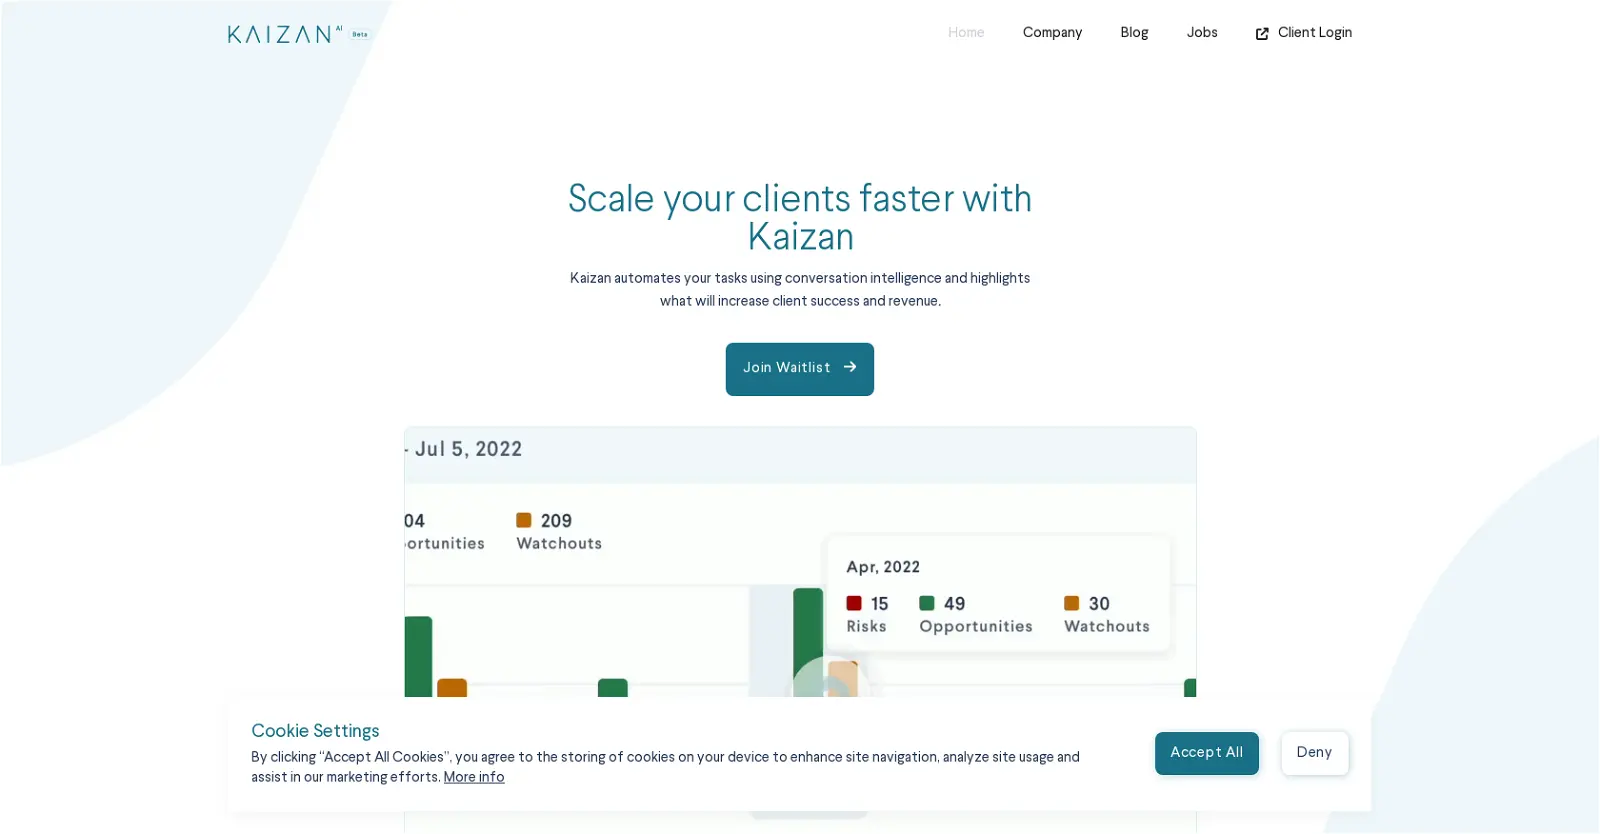 KAIZAN AI Beta
Home Company Blog Jobs Client Login
Scale your clients faster with
Kaizan
Kaizan automates your tasks using conversation intelligence and highlights
what will increase client success and revenue.
Join Waitlist
- Jul 5, 2022
04 209
ortunities Watchouts
Apr, 2022
15 49 30
Risks Opportunities Watchouts
Cookie Settings
By clicking “Accept All Cookies”, you agree to the storing of cookies on your device to enhance site navigation, analyze site usage and
assist in our marketing efforts. More info
Accept All Deny